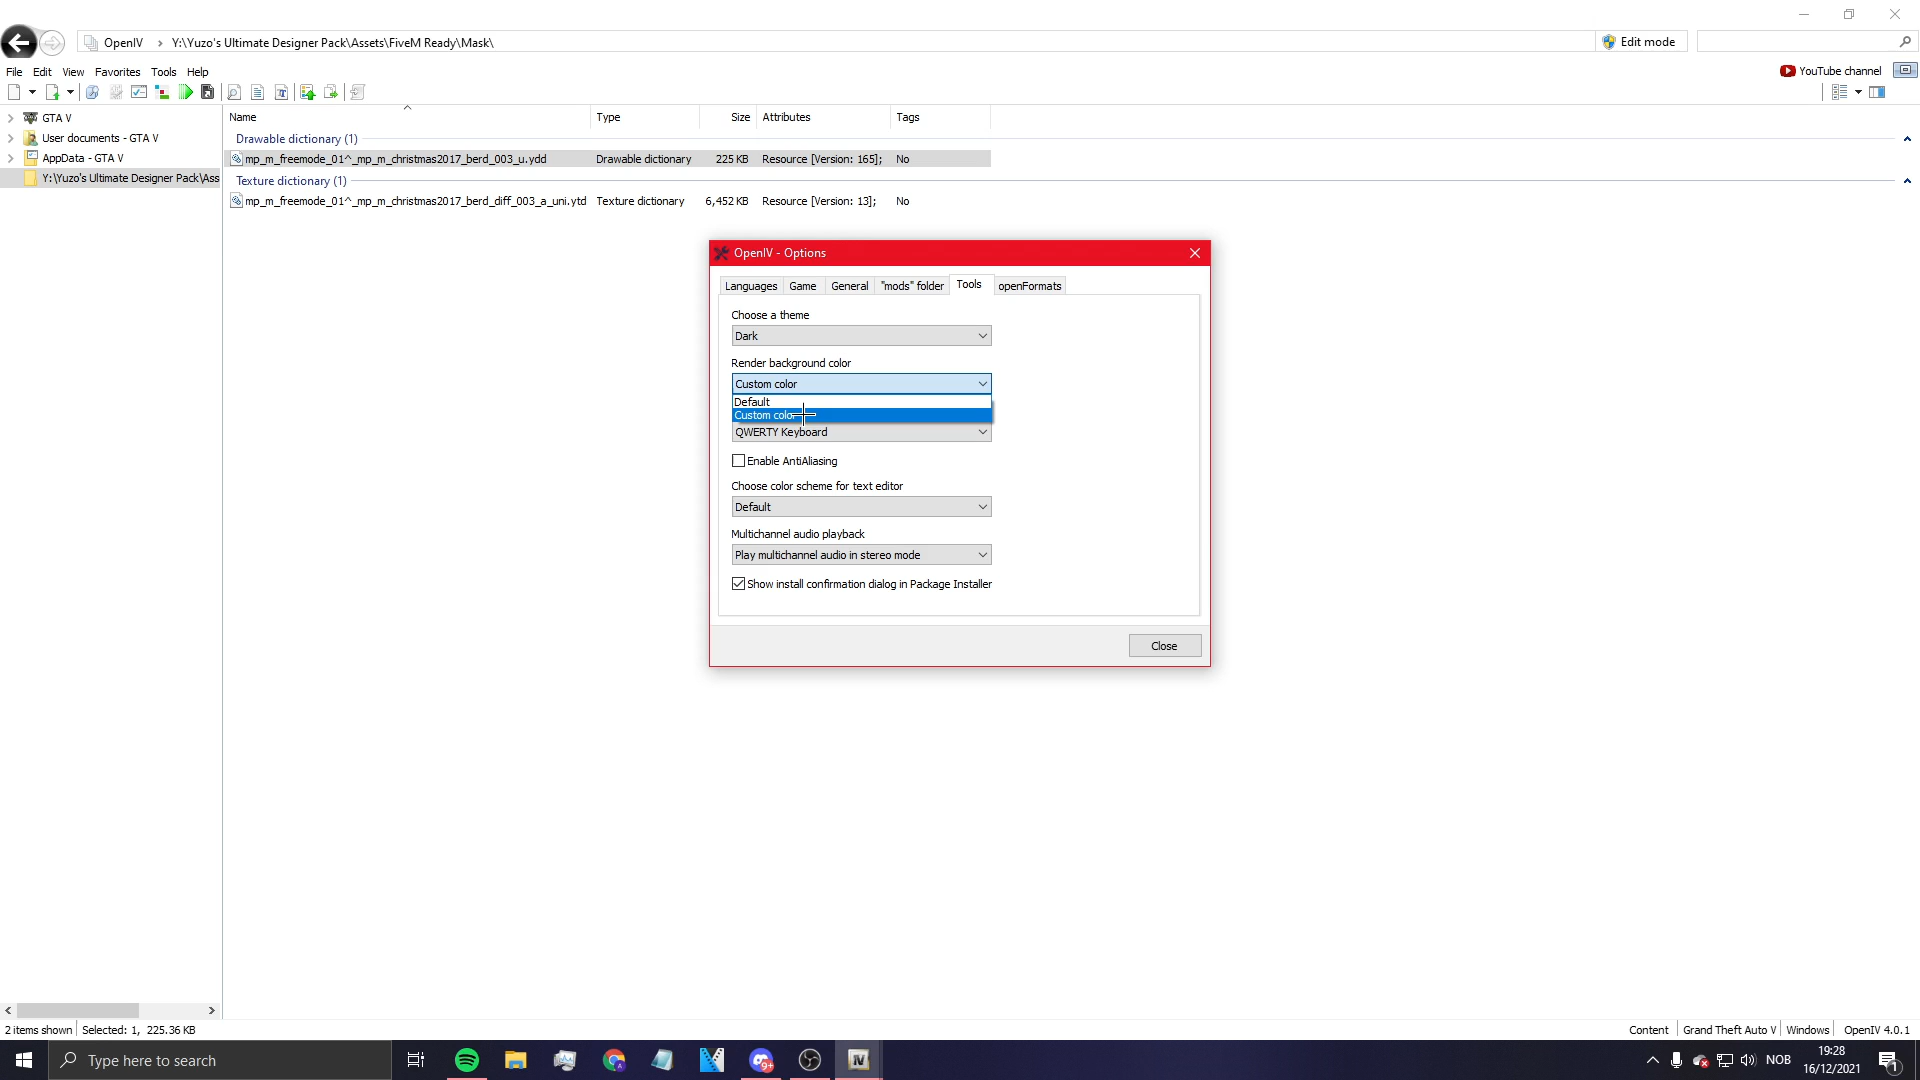 OpenIV › Y:\Yuzo's Ultimate Designer Pack\Assets\FiveM Ready\Mask\
Edit mode
File Edit View Favorites Tools Help
YouTube channel
GTA V
User documents - GTA V
AppData - GTA V
Y:\Yuzo's Ultimate Designer Pack\Ass
Name Type Size Attributes Tags
Drawable dictionary (1)
mp_m_freemode_01^_mp_m_christmas2017_berd_003_u.ydd Drawable dictionary 225 KB Resource [Version: 165]; No
Texture dictionary (1)
mp_m_freemode_01^_mp_m_christmas2017_berd_diff_003_a_uni.ytd Texture dictionary 6,452 KB Resource [Version: 13]; No
OpenIV - Options
Languages Game General "mods" folder Tools openFormats
Choose a theme
Dark
Render background color
Custom color
Default
Custom color
QWERTY Keyboard
Enable AntiAliasing
Choose color scheme for text editor
Default
Multichannel audio playback
Play multichannel audio in stereo mode
Show install confirmation dialog in Package Installer
Close
2 items shown Selected: 1, 225.36 KB
Content Grand Theft Auto V Windows OpenIV 4.0.1
Type here to search
A
9+
IV
NOB
19:28
16/12/2021
1